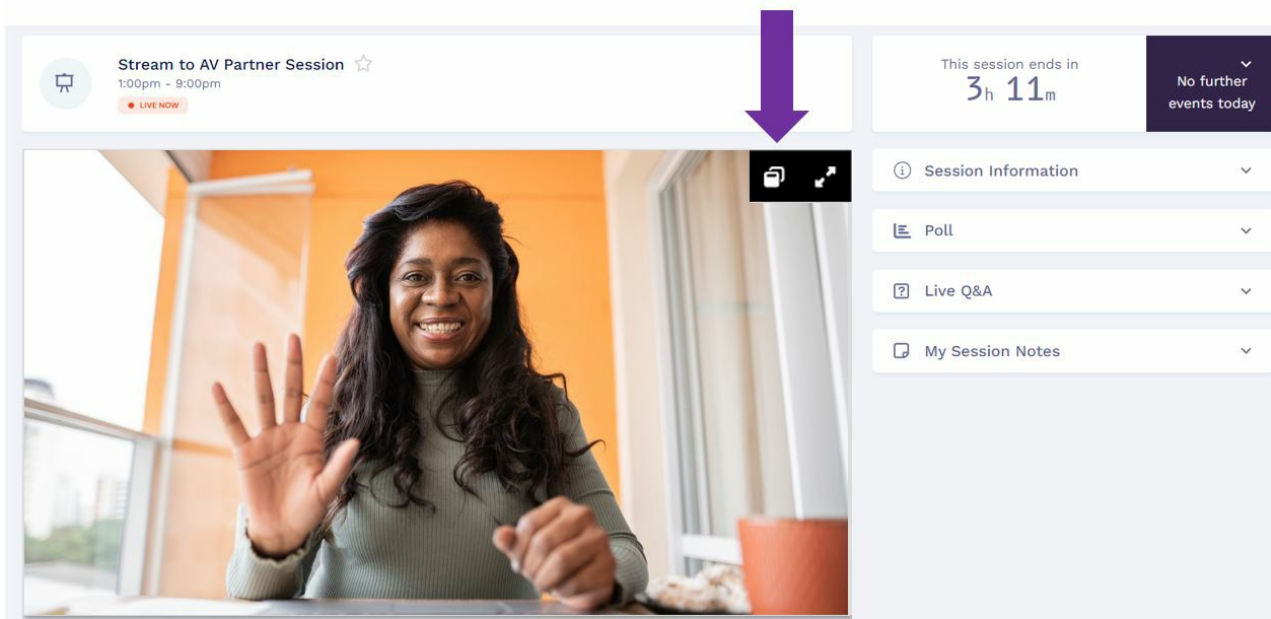 Stream to AV Partner Session
1:00pm - 9:00pm
LIVE NOW
This session ends in
3h 11m
No further
events today
Session Information
Poll
Live Q&A
My Session Notes